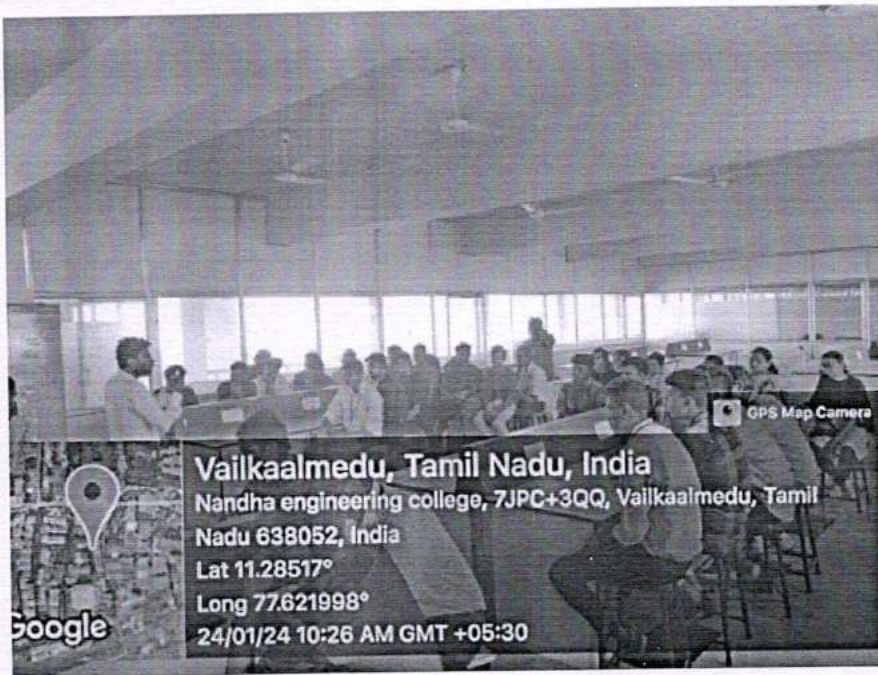 GPS Map Camera
Vailkaalmedu, Tamil Nadu, India
Nandha engineering college, 7JPC+3QQ, Vailkaalmedu, Tamil
Nadu 638052, India
Lat 11.28517°
Long 77.621998°
24/01/24 10:26 AM GMT +05:30
Google